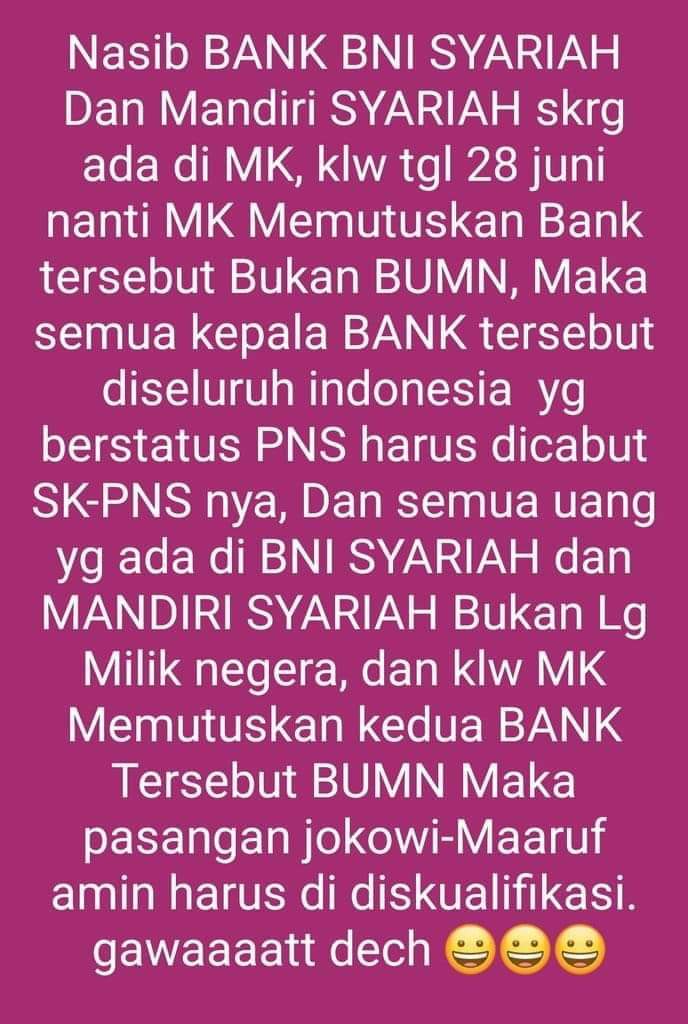 Nasib BANK BNI SYARIAH
Dan Mandiri SYARIAH skrg
ada di MK, klw tgl 28 juni
nanti MK Memutuskan Bank
tersebut Bukan BUMN, Maka
semua kepala BANK tersebut
diseluruh indonesia  yg
berstatus PNS harus dicabut
SK-PNS nya, Dan semua uang
yg ada di BNI SYARIAH dan
MANDIRI SYARIAH Bukan Lg
Milik negera, dan klw MK
Memutuskan kedua BANK
Tersebut BUMN Maka
pasangan jokowi-Maaruf
amin harus di diskualifikasi.
gawaaaatt dech 😀😀😀